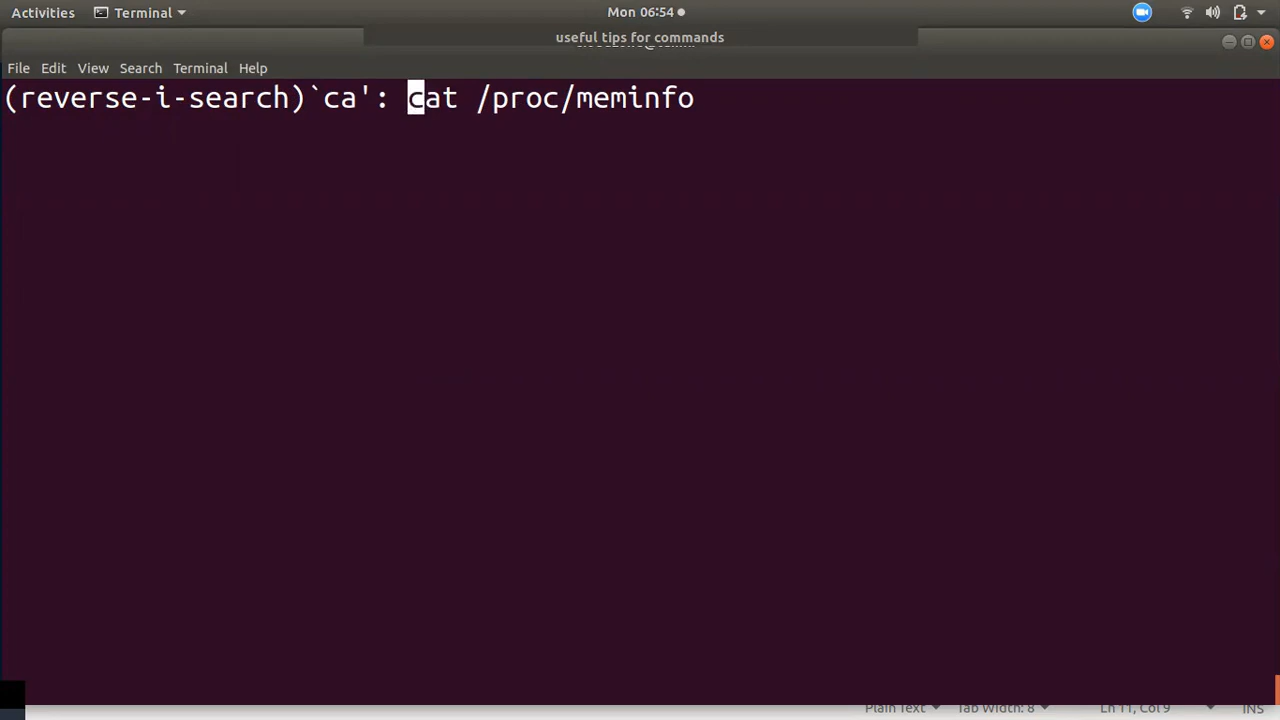 Activities Terminal Mon 06:54
useful tips for commands
File Edit View Search Terminal Help
(reverse-i-search)`ca': cat /proc/meminfo
Plain Text Tab Width: 8 Ln 11, Col 9 INS